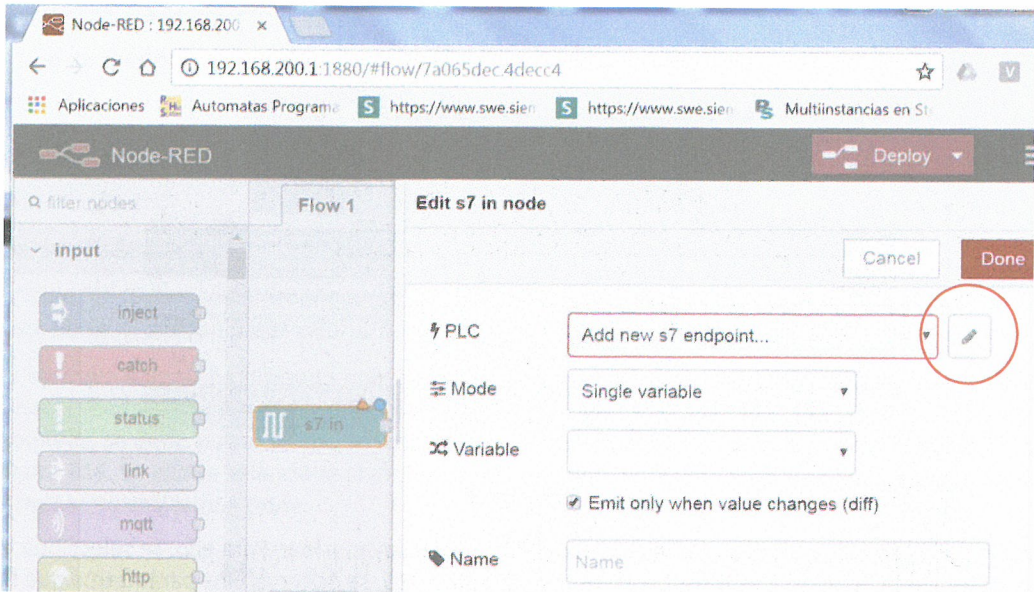 Node-RED : 192.168.200
192.168.200.1:1880/#flow/7a065dec.4decc4
Aplicaciones Automatas Programa S https://www.swe.sien S https://www.swe.sien Multiinstancias en St
Node-RED
Deploy
filter nodes
Flow 1
Edit s7 in node
input
Cancel
Done
inject
PLC
Add new s7 endpoint...
catch
Mode
Single variable
status
s7 in
Variable
link
Emit only when value changes (diff)
mqtt
Name
Name
http